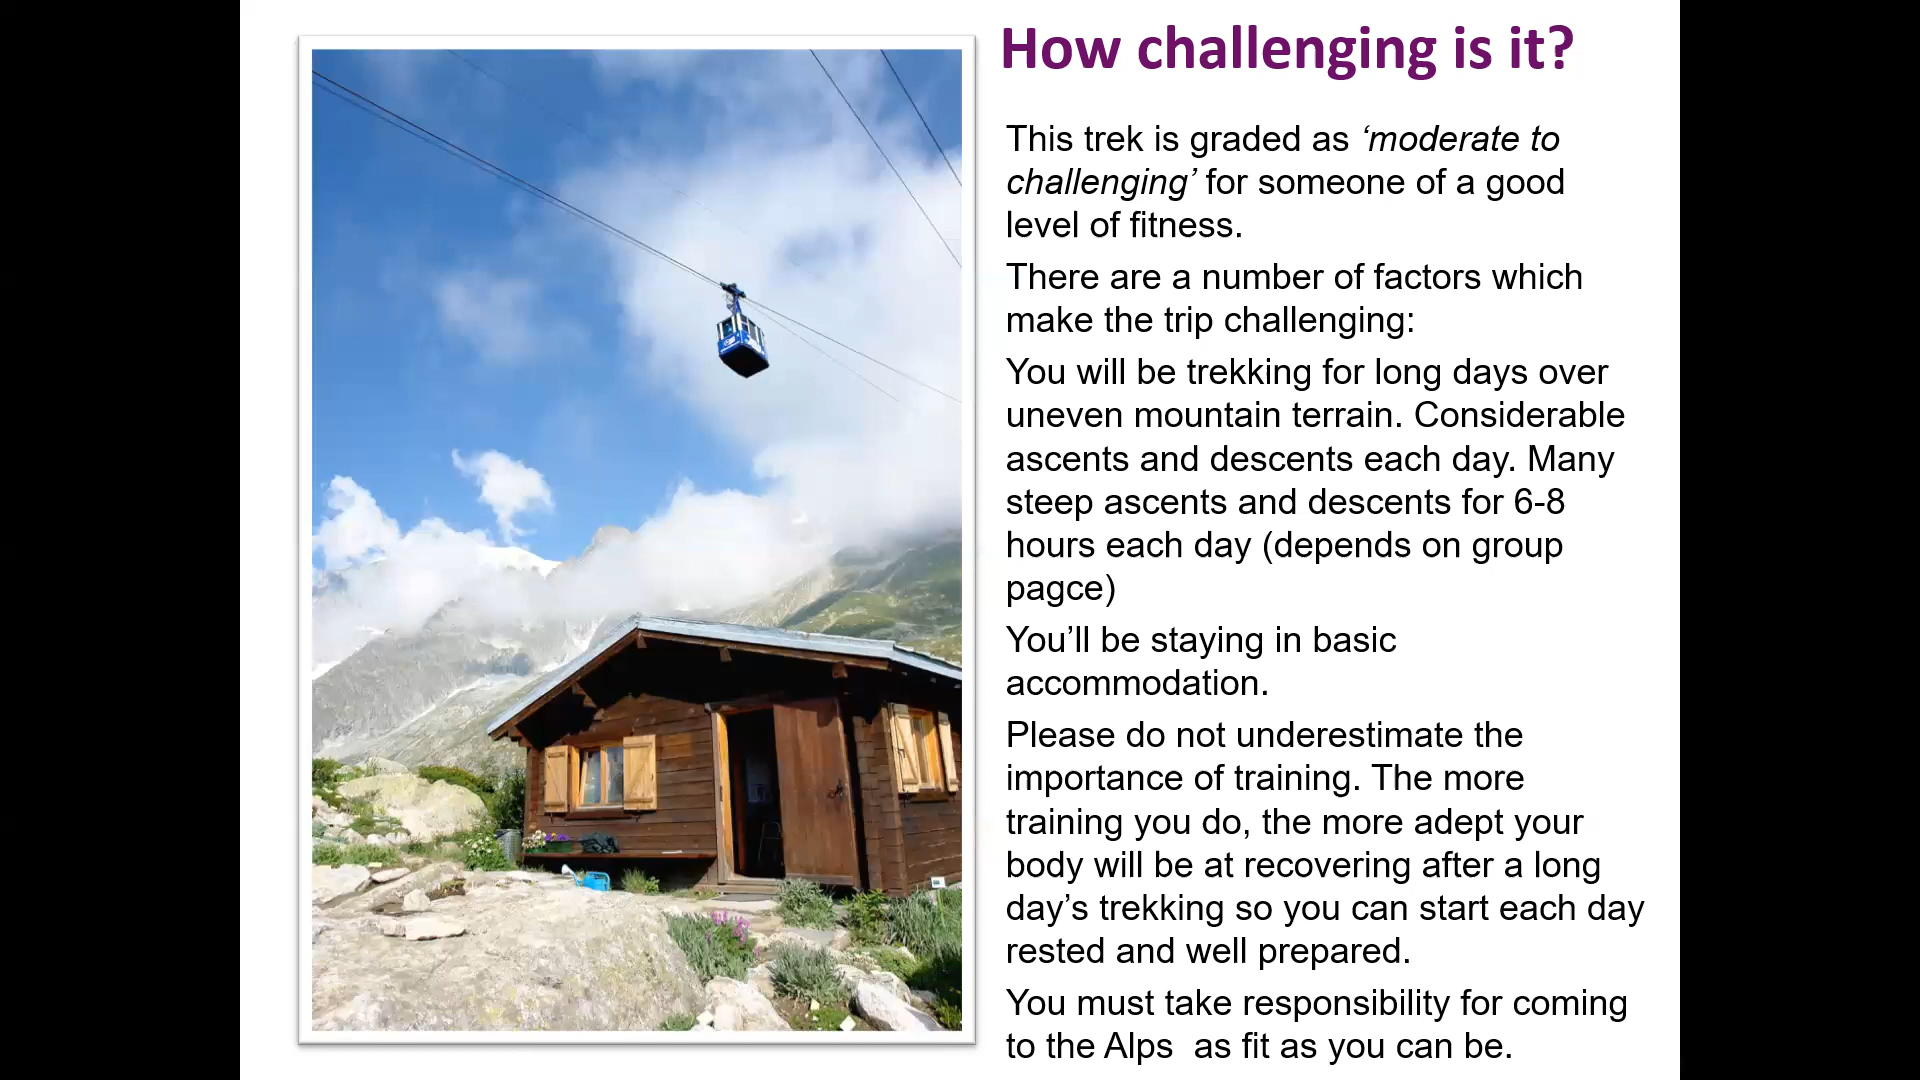 How challenging is it?
This trek is graded as ‘moderate to
challenging’ for someone of a good
level of fitness.
There are a number of factors which
make the trip challenging:
You will be trekking for long days over
uneven mountain terrain. Considerable
ascents and descents each day. Many
steep ascents and descents for 6-8
hours each day (depends on group
pagce)
You’ll be staying in basic
accommodation.
Please do not underestimate the
importance of training. The more
training you do, the more adept your
body will be at recovering after a long
day’s trekking so you can start each day
rested and well prepared.
You must take responsibility for coming
to the Alps  as fit as you can be.